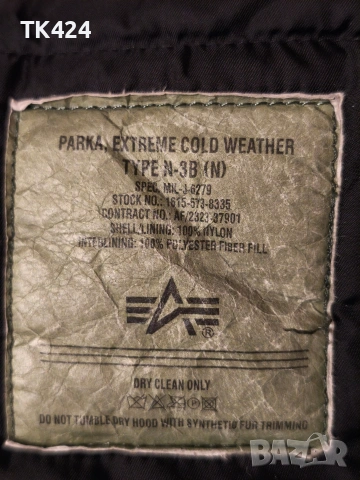 TK424
PARKA, EXTREME COLD WEATHER
TYPE N-3B (N)
SPEC. MIL-J-6279
STOCK NO.: 1615-573-8335
CONTRACT NO.: AF/2323-37901
SHELL/LINING: 100% NYLON
INTERLINING: 100% POLYESTER FIBER FILL
®
DRY CLEAN ONLY
DO NOT TUMBLE DRY HOOD WITH SYNTHETIC FUR TRIMMING
BAZAR